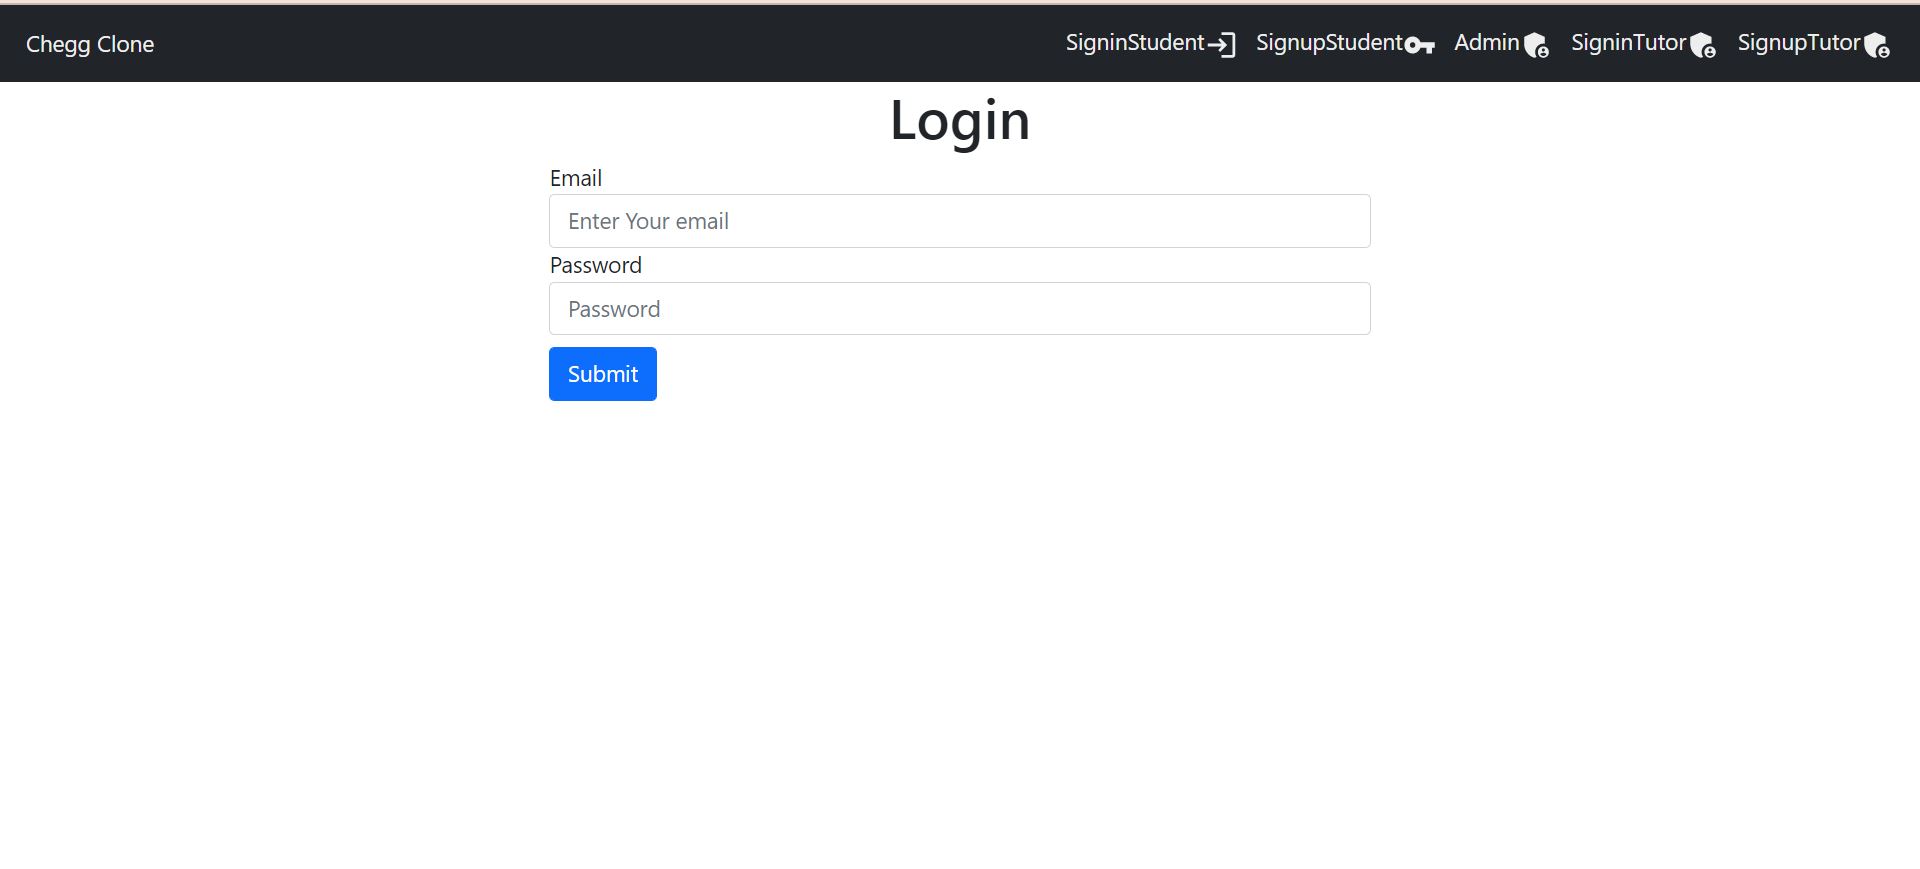 Chegg Clone SigninStudent SignupStudent Admin SigninTutor SignupTutor
Login
Email
Enter Your email
Password
Password
Submit